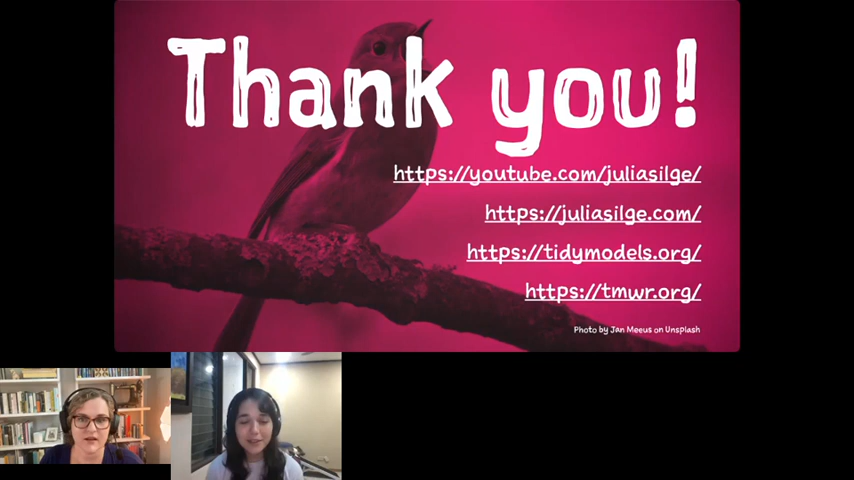 Thank you!
https://youtube.com/juliasilge/
https://juliasilge.com/
https://tidymodels.org/
https://tmwr.org/
Photo by Jan Meeus on Unsplash